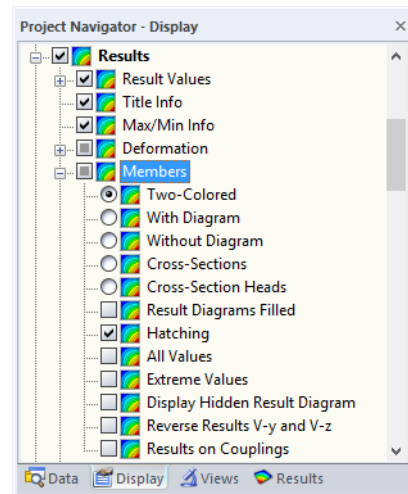 Project Navigator - Display
Results
Result Values
Title Info
Max/Min Info
Deformation
Members
Two-Colored
With Diagram
Without Diagram
Cross-Sections
Cross-Section Heads
Result Diagrams Filled
Hatching
All Values
Extreme Values
Display Hidden Result Diagram
Reverse Results V-y and V-z
Results on Couplings
Data Display Views Results